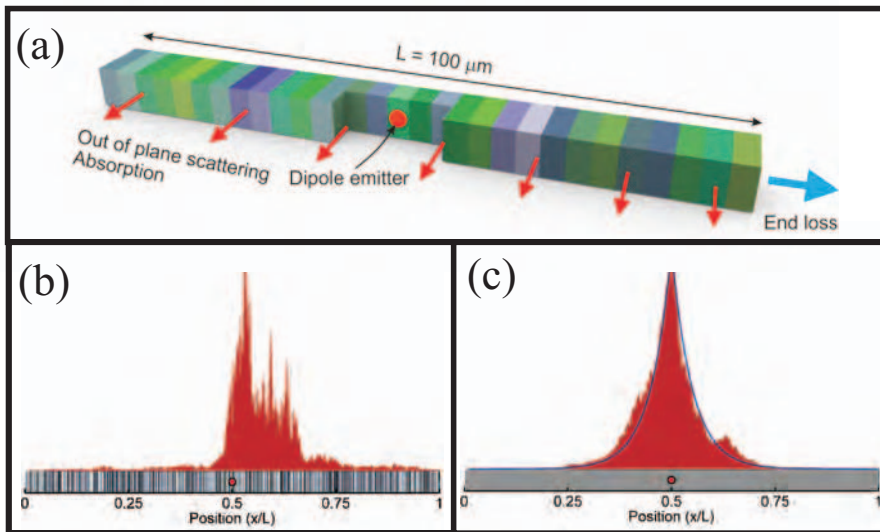 (a)
L = 100 μm
Out of plane scattering
Absorption
Dipole emitter
End loss
(b)
0 0.25 0.5 0.75 1
Position (x/L)
(c)
0 0.25 0.5 0.75 1
Position (x/L)